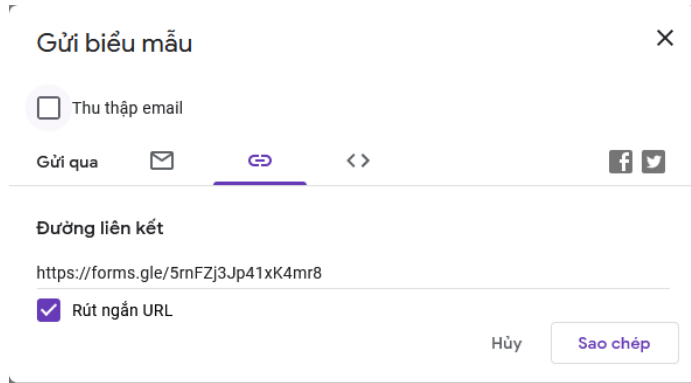 Gửi biểu mẫu
Thu thập email
Gửi qua
Đường liên kết
https://forms.gle/5rnFZj3Jp41xK4mr8
Rút ngắn URL
Hủy
Sao chép